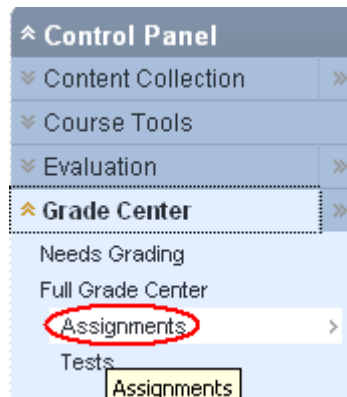 Control Panel
Content Collection
Course Tools
Evaluation
Grade Center
Needs Grading
Full Grade Center
Assignments
Tests
Assignments